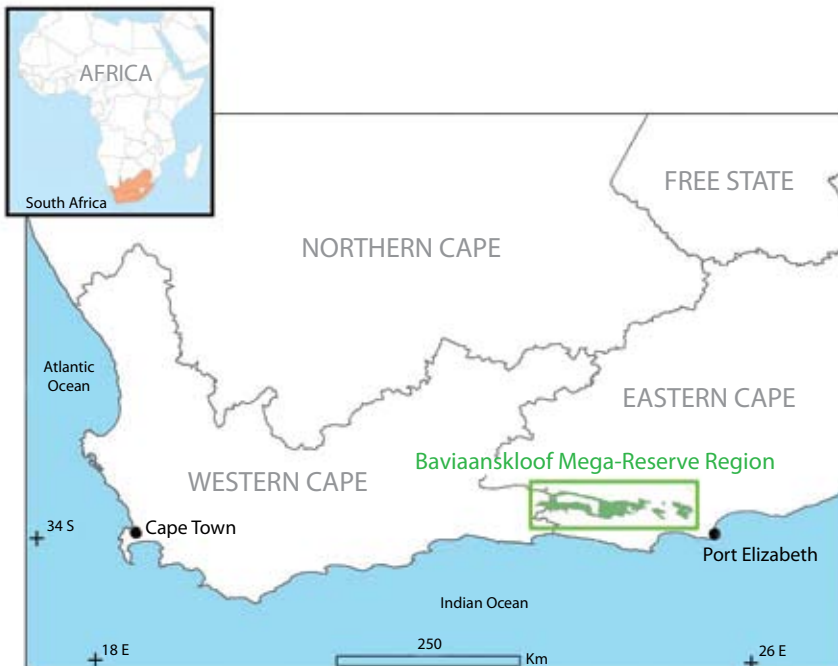 AFRICA
South Africa
FREE STATE
NORTHERN CAPE
Atlantic
Ocean
EASTERN CAPE
Baviaanskloof Mega-Reserve Region
WESTERN CAPE
34 S
Cape Town
Port Elizabeth
Indian Ocean
18 E
250
Km
26 E